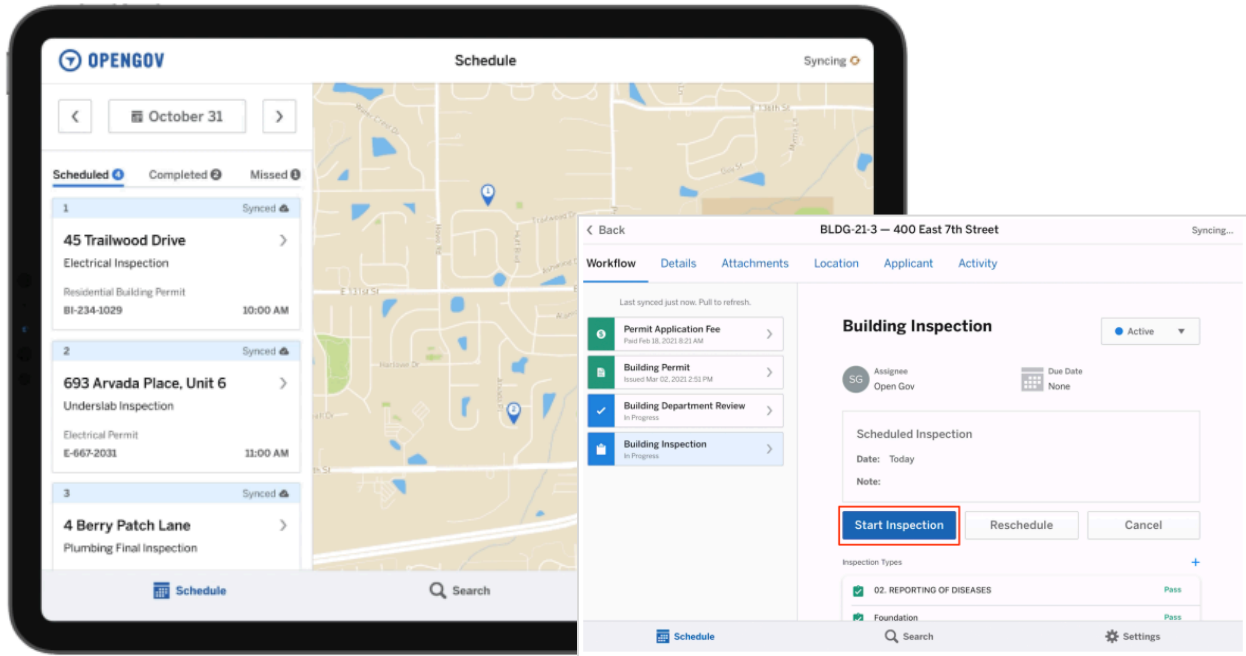 OPENGOV
Schedule
Syncing
October 31
Scheduled 4
Completed 2
Missed 1
1
Synced
45 Trailwood Drive
Electrical Inspection
Residential Building Permit
BI-234-1029
10:00 AM
2
Synced
693 Arvada Place, Unit 6
Underslab Inspection
Electrical Permit
E-667-2031
11:00 AM
3
Synced
4 Berry Patch Lane
Plumbing Final Inspection
E 136th St
E 131st St
1
2
Schedule
Search
Back
BLDG-21-3 — 400 East 7th Street
Syncing...
Workflow
Details
Attachments
Location
Applicant
Activity
Last synced just now. Pull to refresh.
Permit Application Fee
Paid Feb 18, 2021 8:21 AM
Building Permit
Issued Mar 02, 2021 2:51 PM
Building Department Review
In Progress
Building Inspection
In Progress
Building Inspection
Active
SG
Assignee
Open Gov
Due Date
None
Scheduled Inspection
Date: Today
Note:
Start Inspection
Reschedule
Cancel
Inspection Types
+
02. REPORTING OF DISEASES
Pass
Foundation
Pass
Schedule
Search
Settings